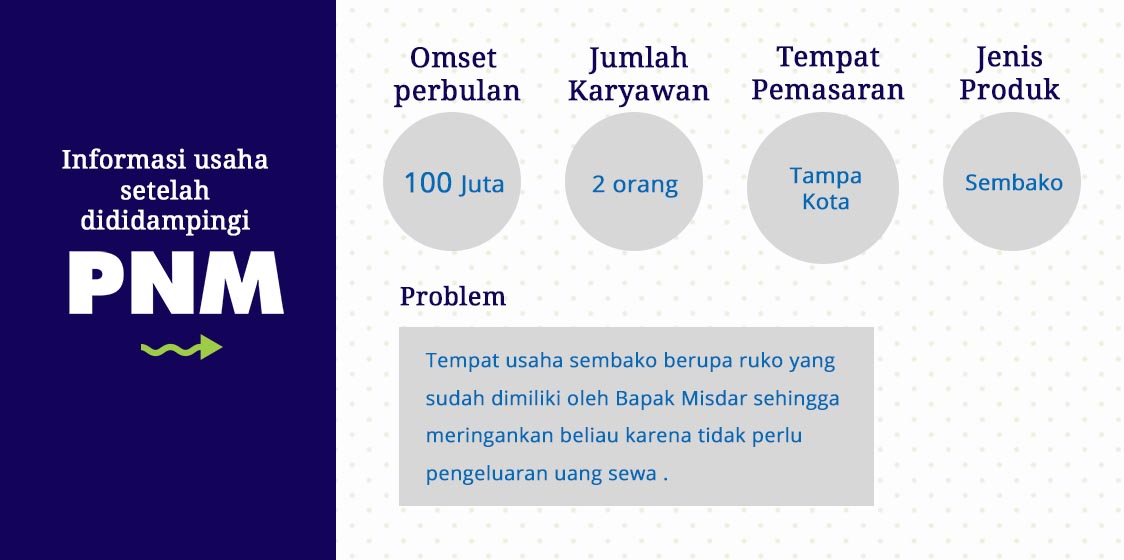 Informasi usaha
setelah
dididampingi
PNM
Omset
perbulan
100 Juta
Jumlah
Karyawan
2 orang
Tempat
Pemasaran
Tampa
Kota
Jenis
Produk
Sembako
Problem
Tempat usaha sembako berupa ruko yang
sudah dimiliki oleh Bapak Misdar sehingga
meringankan beliau karena tidak perlu
pengeluaran uang sewa .